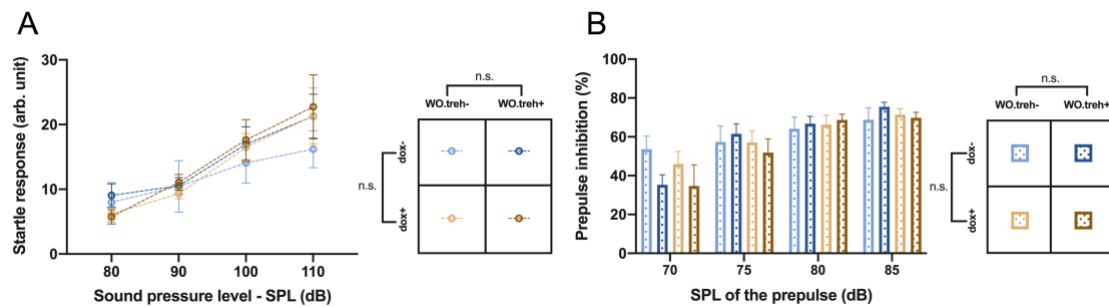 A
Startle response (arb. unit)
30
20
10
0
80 90 100 110
Sound pressure level - SPL (dB)
n.s.
WO.treh- WO.treh+
dox-
n.s.
dox+
B
Prepulse inhibition (%)
100
80
60
40
20
0
70 75 80 85
SPL of the prepulse (dB)
n.s.
WO.treh- WO.treh+
dox-
n.s.
dox+